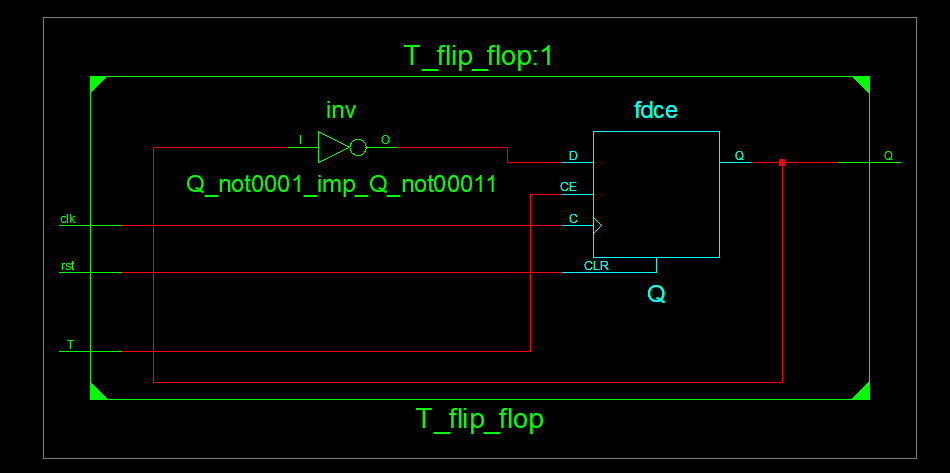 T_flip_flop:1
inv
fdce
I
O
D
Q
Q
Q_not0001_imp_Q_not00011
CE
clk
C
rst
CLR
Q
T
T_flip_flop